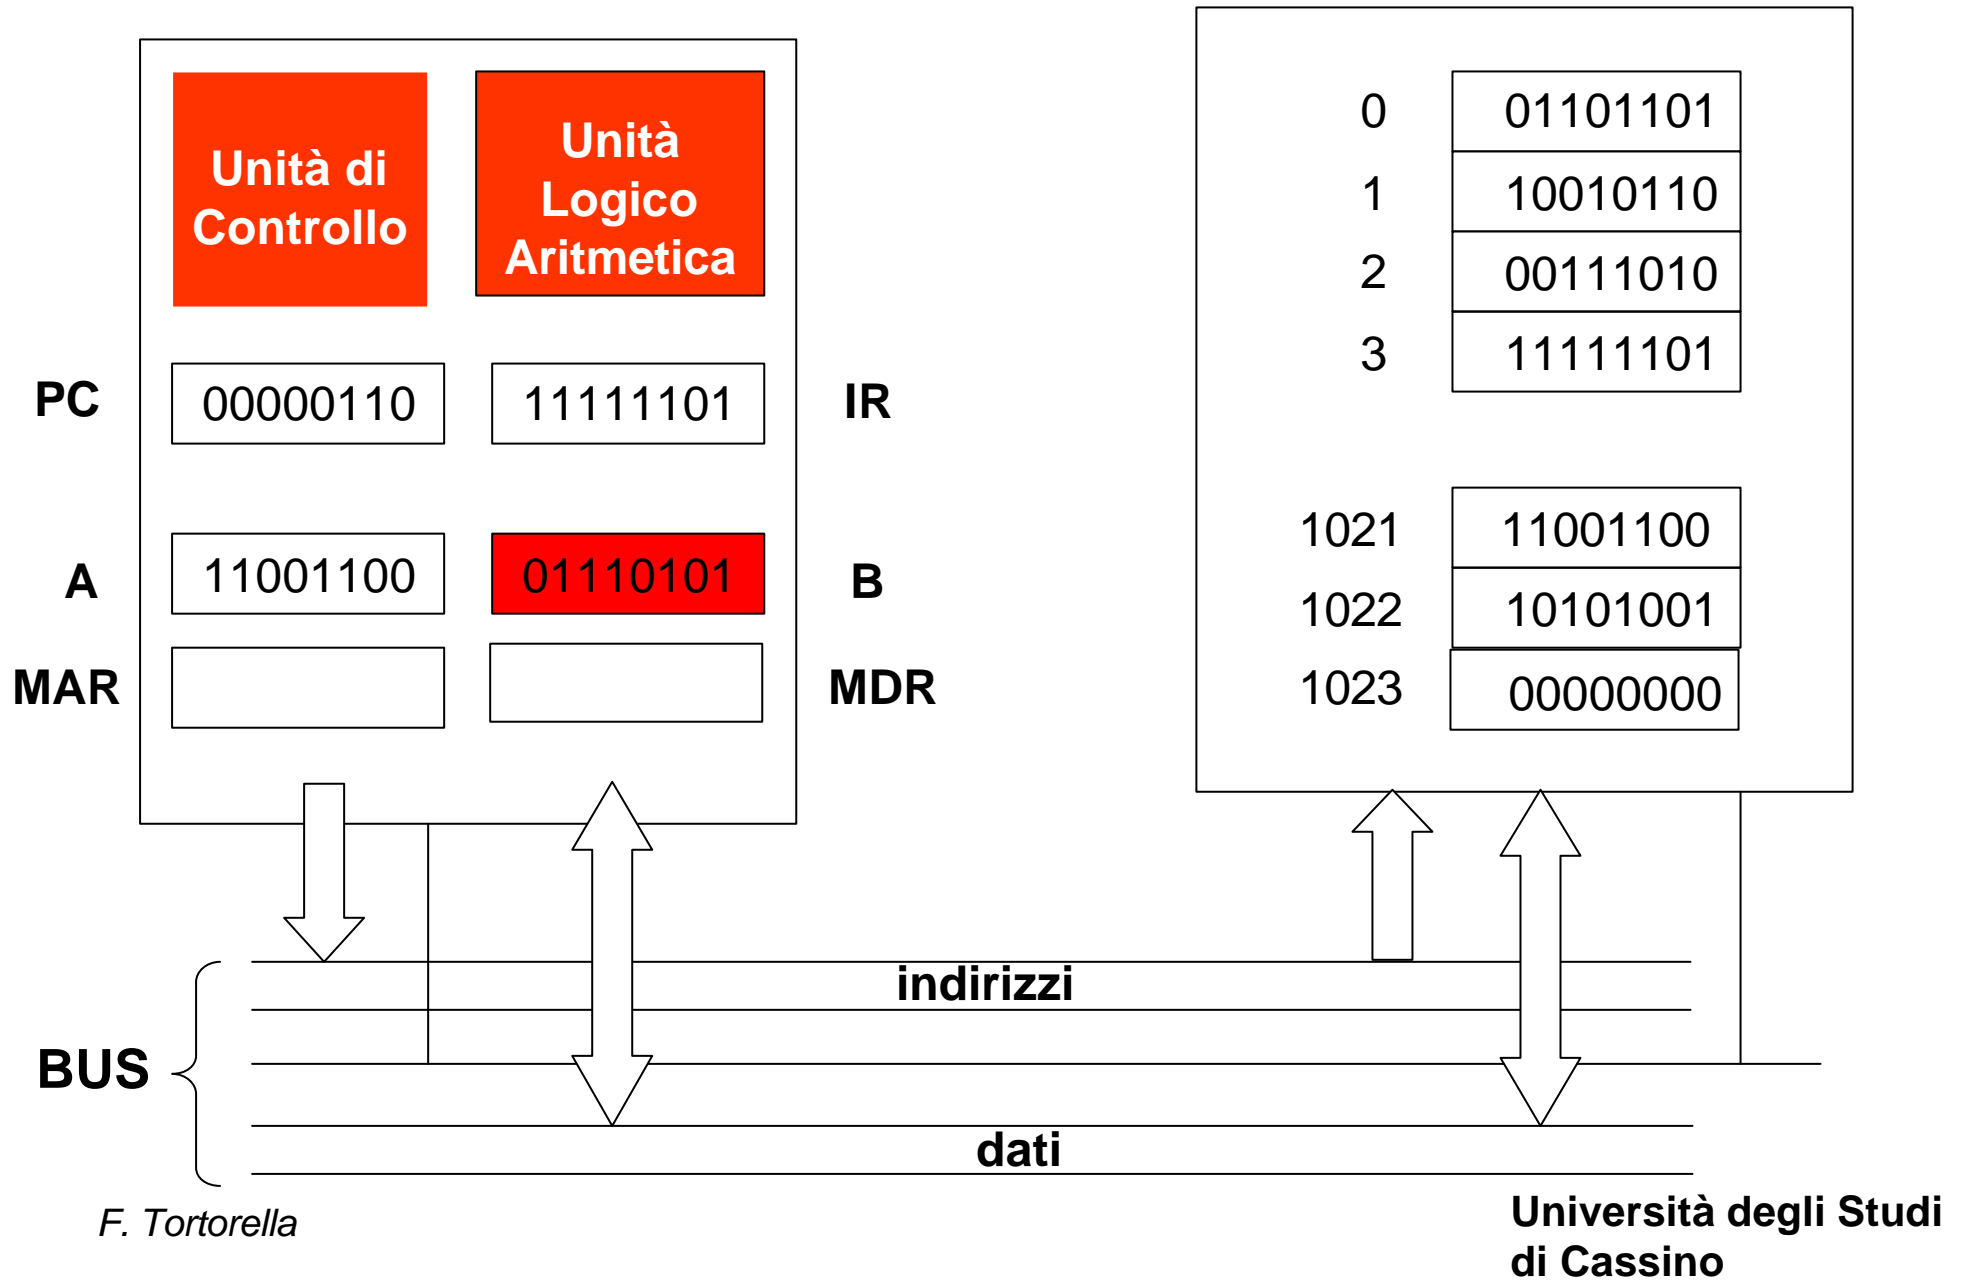 Unità di
Controllo
Unità
Logico
Aritmetica
PC
00000110
11111101
IR
A
11001100
01110101
B
MAR
MDR
0
01101101
1
10010110
2
00111010
3
11111101
1021
11001100
1022
10101001
1023
00000000
BUS
indirizzi
dati
F. Tortorella
Università degli Studi
di Cassino